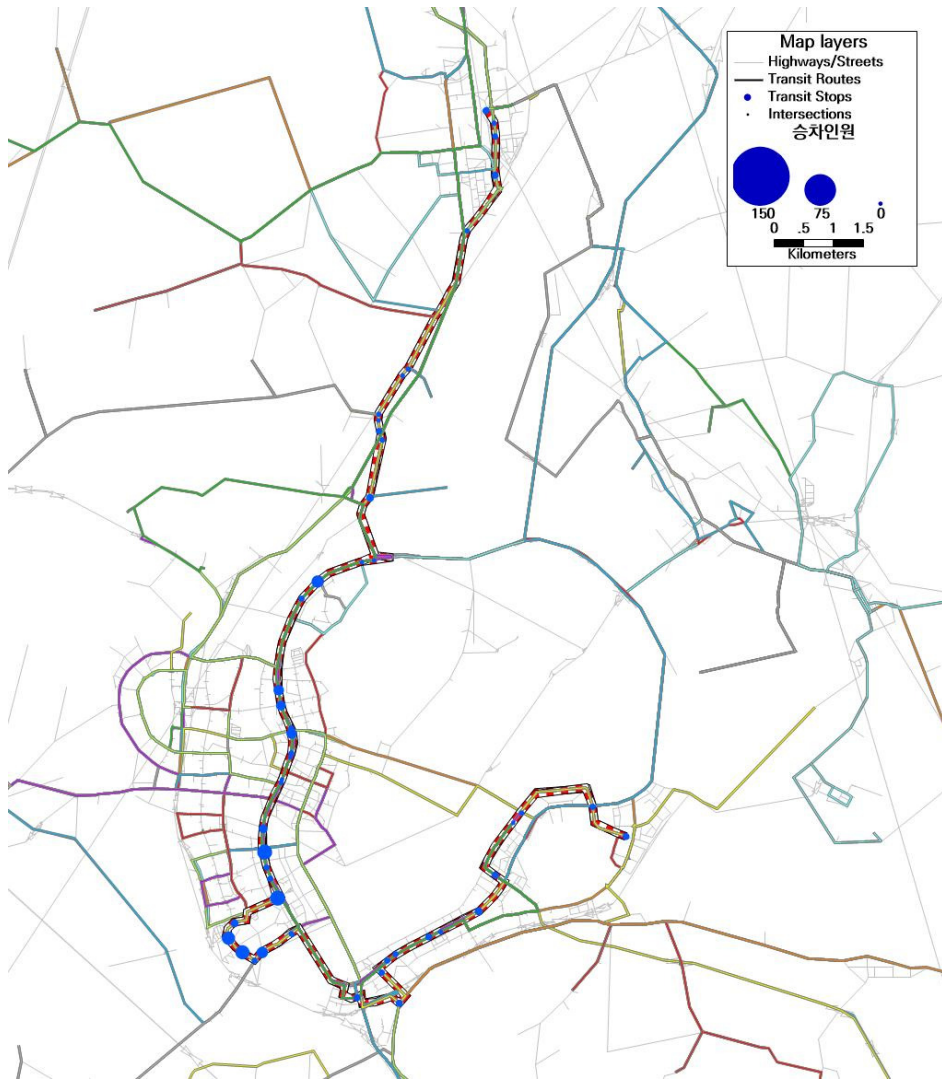 Map layers
Highways/Streets
Transit Routes
Transit Stops
Intersections
승차인원
150 75 0
0 .5 1 1.5
Kilometers